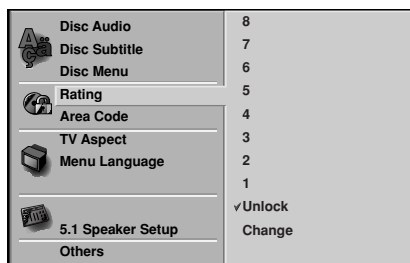 Disc Audio
Disc Subtitle
Disc Menu
Rating
Area Code
TV Aspect
Menu Language
5.1 Speaker Setup
Others
8
7
6
5
4
3
2
1
✓Unlock
Change